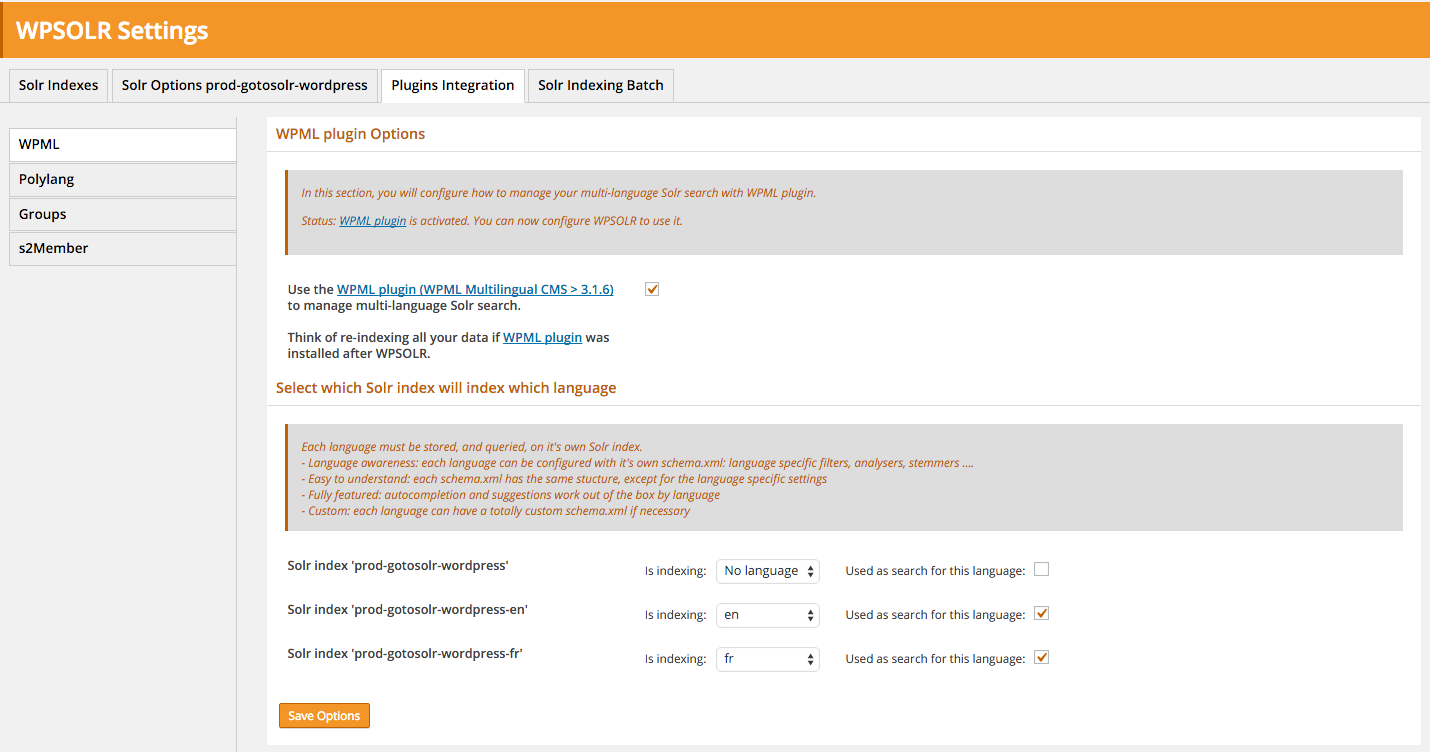 WPSOLR Settings
Solr Indexes
Solr Options prod-gotosolr-wordpress
Plugins Integration
Solr Indexing Batch
WPML
Polylang
Groups
s2Member
WPML plugin Options
In this section, you will configure how to manage your multi-language Solr search with WPML plugin.
Status: WPML plugin is activated. You can now configure WPSOLR to use it.
Use the WPML plugin (WPML Multilingual CMS > 3.1.6)
to manage multi-language Solr search.
Think of re-indexing all your data if WPML plugin was
installed after WPSOLR.
Select which Solr index will index which language
Each language must be stored, and queried, on it's own Solr index.
- Language awareness: each language can be configured with it's own schema.xml: language specific filters, analysers, stemmers ....
- Easy to understand: each schema.xml has the same stucture, except for the language specific settings
- Fully featured: autocompletion and suggestions work out of the box by language
- Custom: each language can have a totally custom schema.xml if necessary
Solr index 'prod-gotosolr-wordpress' Is indexing: No language Used as search for this language:
Solr index 'prod-gotosolr-wordpress-en' Is indexing: en Used as search for this language:
Solr index 'prod-gotosolr-wordpress-fr' Is indexing: fr Used as search for this language:
Save Options